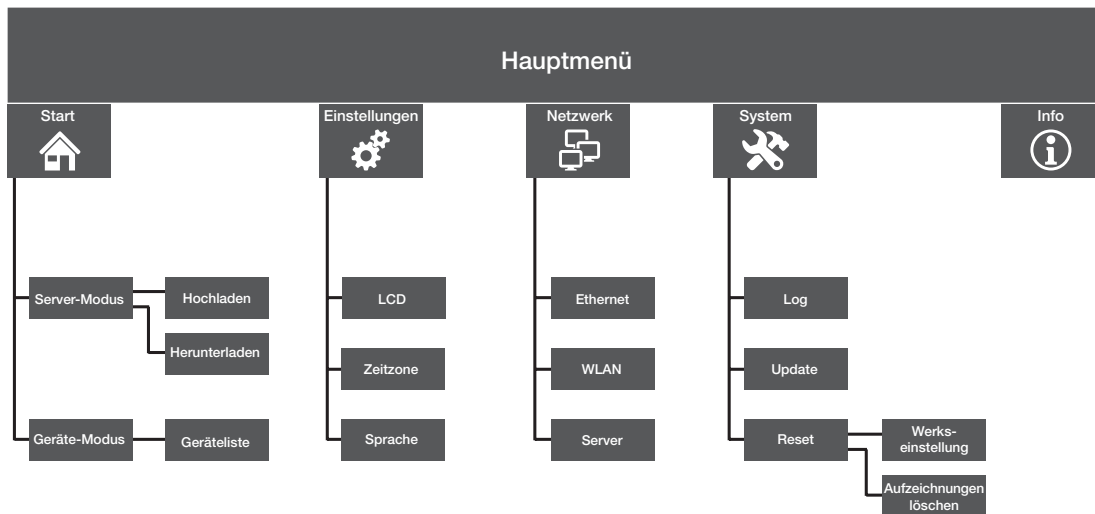 Hauptmenü
Start
Einstellungen
Netzwerk
System
Info
Server-Modus
Hochladen
LCD
Ethernet
Log
Herunterladen
Zeitzone
WLAN
Update
Geräte-Modus
Geräteliste
Sprache
Server
Reset
Werks-
einstellung
Aufzeichnungen
löschen